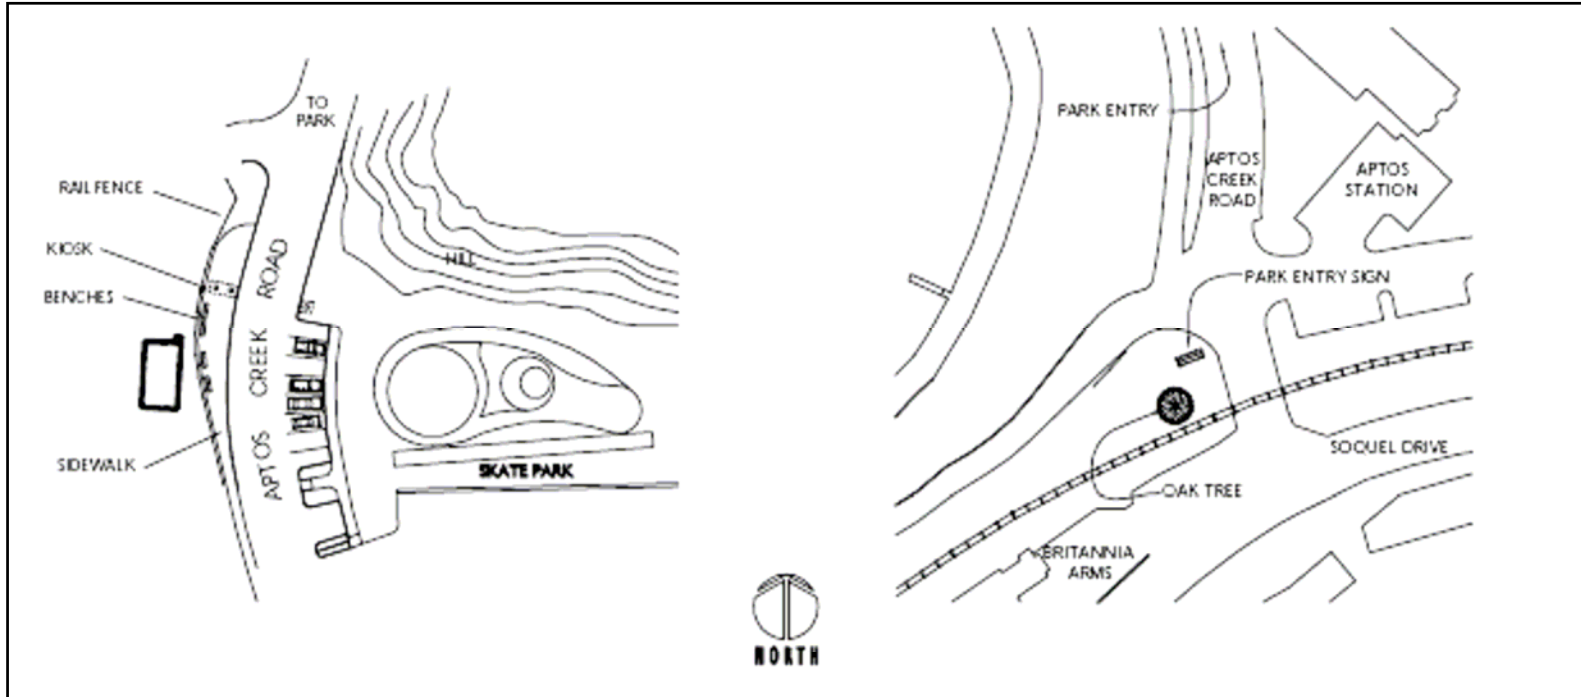 TO
PARK
RAIL FENCE
KIOSK
BENCHES
SIDEWALK
APTOS CREEK ROAD
HILL
SKATE PARK
NORTH
PARK ENTRY
APTOS
CREEK
ROAD
APTOS
STATION
PARK ENTRY SIGN
SOQUEL DRIVE
OAK TREE
BRITANNIA
ARMS